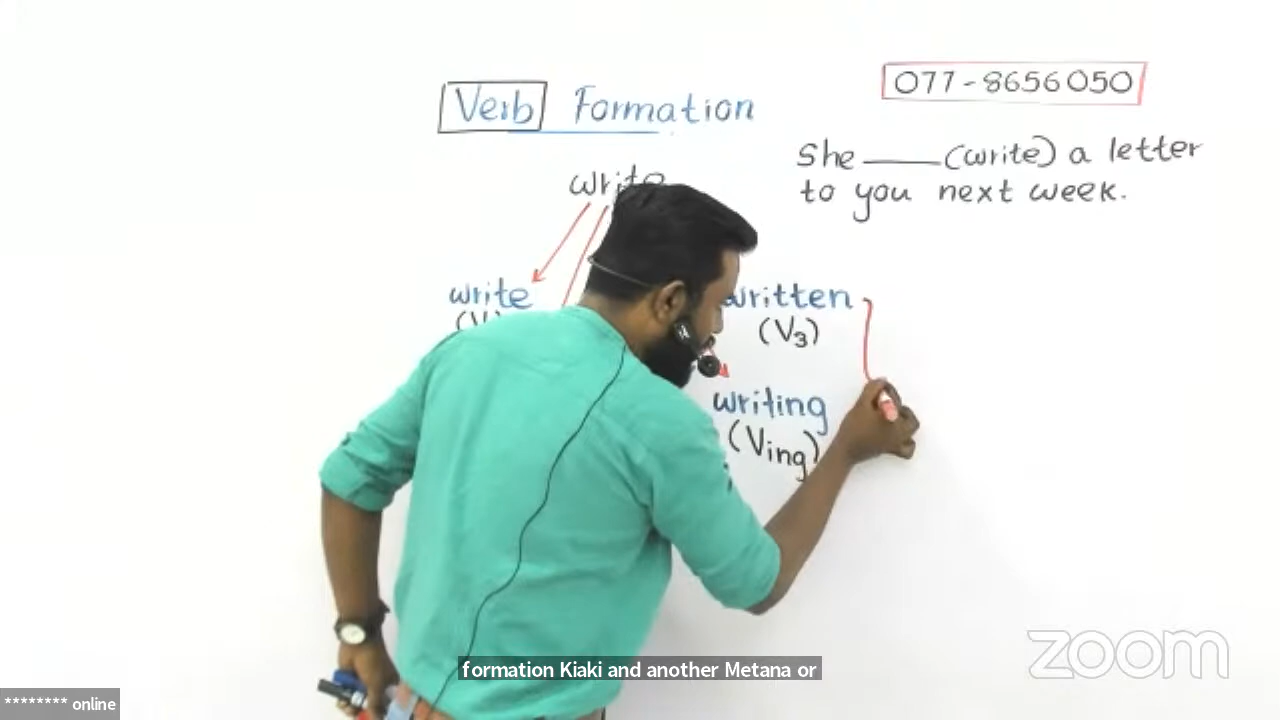 Verb Formation
077-8656050
She ____ (write) a letter
to you next week.
write
write
written
(V3)
writing
(Ving)
zoom
formation Kiaki and another Metana or
******** online